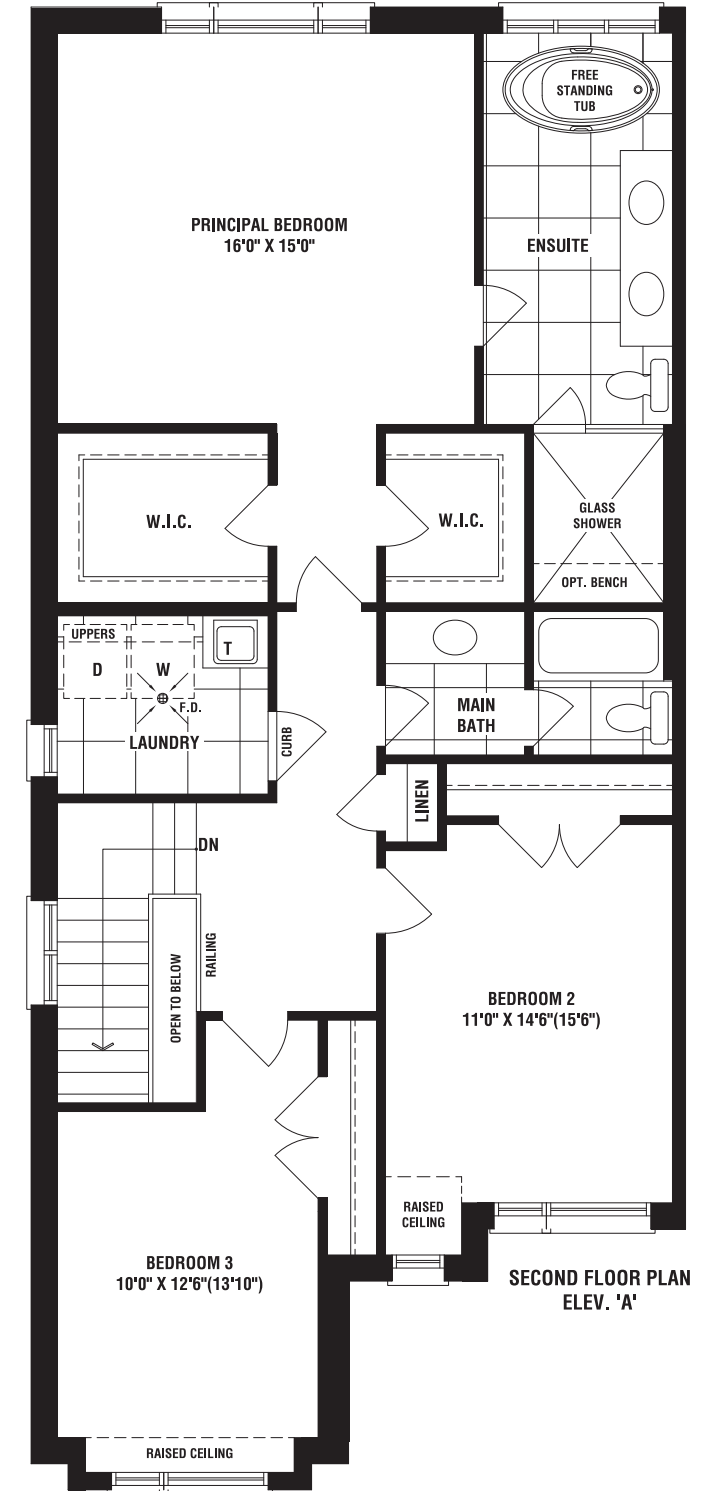 FREE
STANDING
TUB
PRINCIPAL BEDROOM
16'0" X 15'0"
ENSUITE
W.I.C.
W.I.C.
GLASS
SHOWER
OPT. BENCH
UPPERS
D
W
T
F.D.
LAUNDRY
CURB
MAIN
BATH
LINEN
DN
RAILING
OPEN TO BELOW
BEDROOM 2
11'0" X 14'6"(15'6")
RAISED
CEILING
BEDROOM 3
10'0" X 12'6"(13'10")
SECOND FLOOR PLAN
ELEV. 'A'
RAISED CEILING